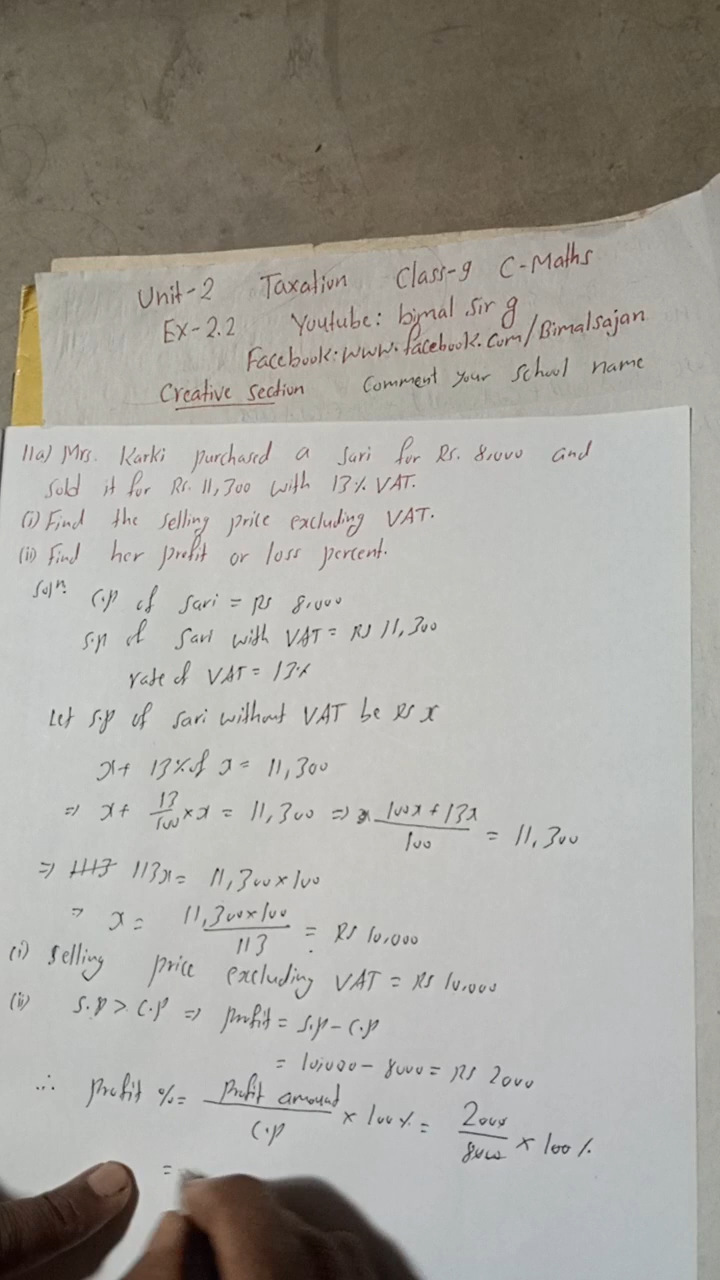 Unit-2 Taxation Class-9 C-Maths
Ex-2.2 Youtube: bimal sir g
Facebook: www.facebook.com/Bimalsajan
Creative section Comment your school name
11a) Mrs. Karki purchased a sari for Rs. 8,000 and
sold it for Rs. 11,300 with 13% VAT.
(i) Find the selling price excluding VAT.
(ii) Find her profit or loss percent.
Soln: C.P of sari = Rs 8,000
S.P of sari with VAT = Rs 11,300
rate of VAT = 13%
Let S.P of sari without VAT be Rs x
x + 13% of x = 11,300
⇒ x + 13/100 × x = 11,300 ⇒ 100x + 13x/100 = 11,300
⇒ 113x = 11,300 × 100
⇒ x = 11,300×100/113 = Rs 10,000
(i) Selling price excluding VAT = Rs 10,000
(ii) S.P > C.P ⇒ Profit = S.P - C.P
= 10,000 - 8000 = Rs 2000
∴ Profit % = Profit amount/C.P × 100% = 2000/8000 × 100%
=